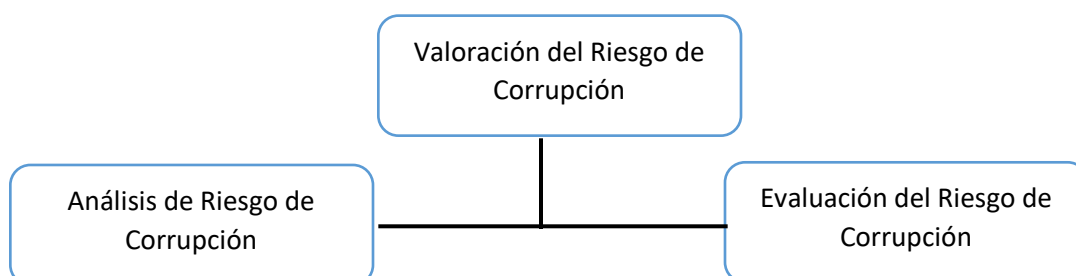 Valoración del Riesgo de
Corrupción
Análisis de Riesgo de
Corrupción
Evaluación del Riesgo de
Corrupción